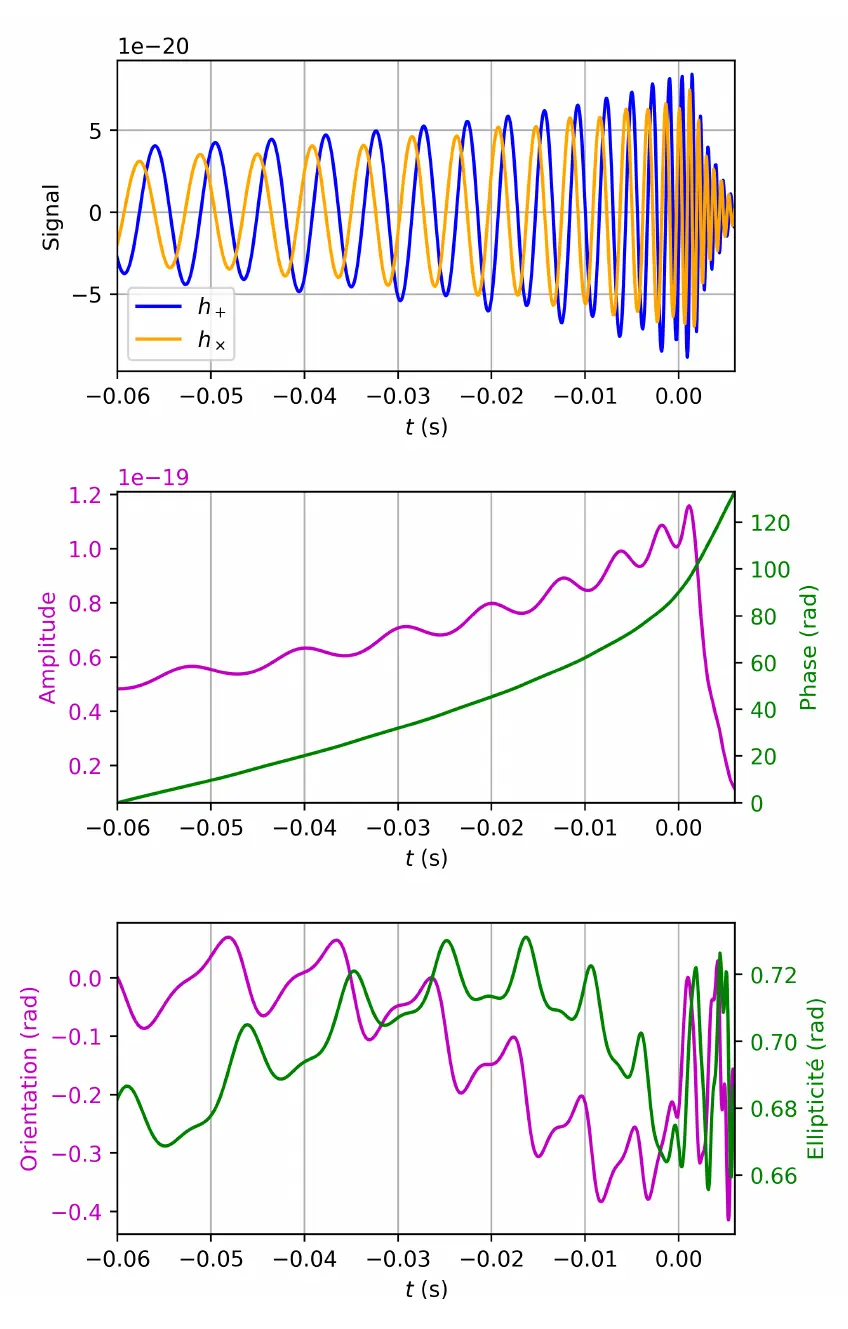 1e−20
5
0
−5
Signal
h+
h×
−0.06 −0.05 −0.04 −0.03 −0.02 −0.01 0.00
t (s)
1e−19
1.2
1.0
0.8
0.6
0.4
0.2
Amplitude
120
100
80
60
40
20
0
Phase (rad)
−0.06 −0.05 −0.04 −0.03 −0.02 −0.01 0.00
t (s)
0.0
−0.1
−0.2
−0.3
−0.4
Orientation (rad)
0.72
0.70
0.68
0.66
Ellipticité (rad)
−0.06 −0.05 −0.04 −0.03 −0.02 −0.01 0.00
t (s)